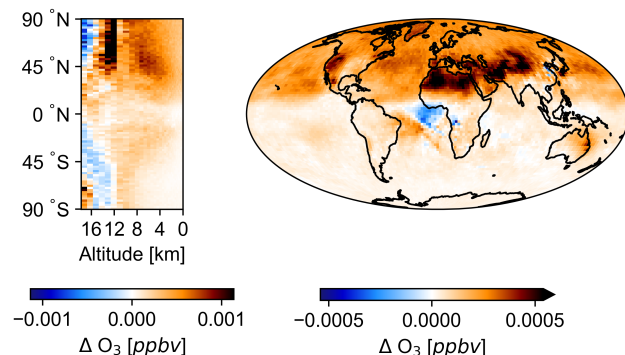 90 °N
45 °N
0 °N
45 °S
90 °S
16 12 8 4 0
Altitude [km]
−0.001 0.000 0.001
Δ O₃ [ppbv]
−0.0005 0.0000 0.0005
Δ O₃ [ppbv]